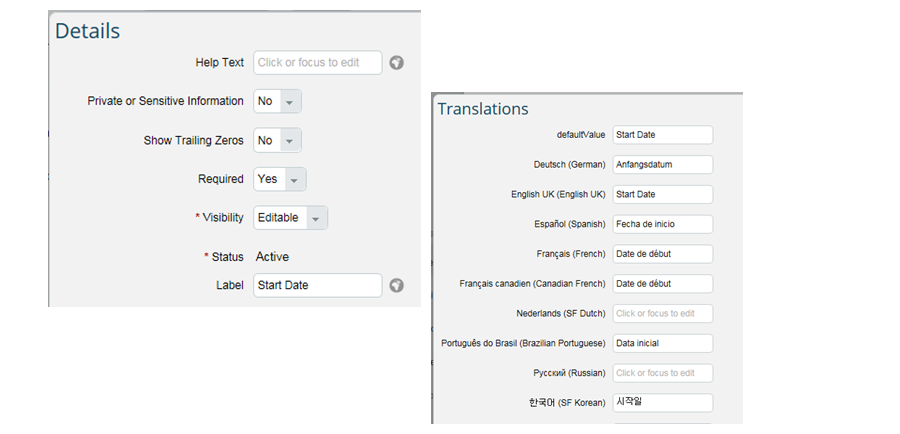 Details
Help Text Click or focus to edit
Private or Sensitive Information No
Show Trailing Zeros No
Required Yes
* Visibility Editable
* Status Active
Label Start Date
Translations
defaultValue Start Date
Deutsch (German) Anfangsdatum
English UK (English UK) Start Date
Español (Spanish) Fecha de inicio
Français (French) Date de début
Français canadien (Canadian French) Date de début
Nederlands (SF Dutch) Click or focus to edit
Português do Brasil (Brazilian Portuguese) Data inicial
Русский (Russian) Click or focus to edit
한국어 (SF Korean) 시작일